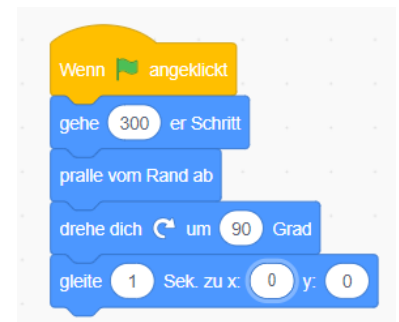 Wenn angeklickt
gehe 300 er Schritt
pralle vom Rand ab
drehe dich um 90 Grad
gleite 1 Sek. zu x: 0 y: 0